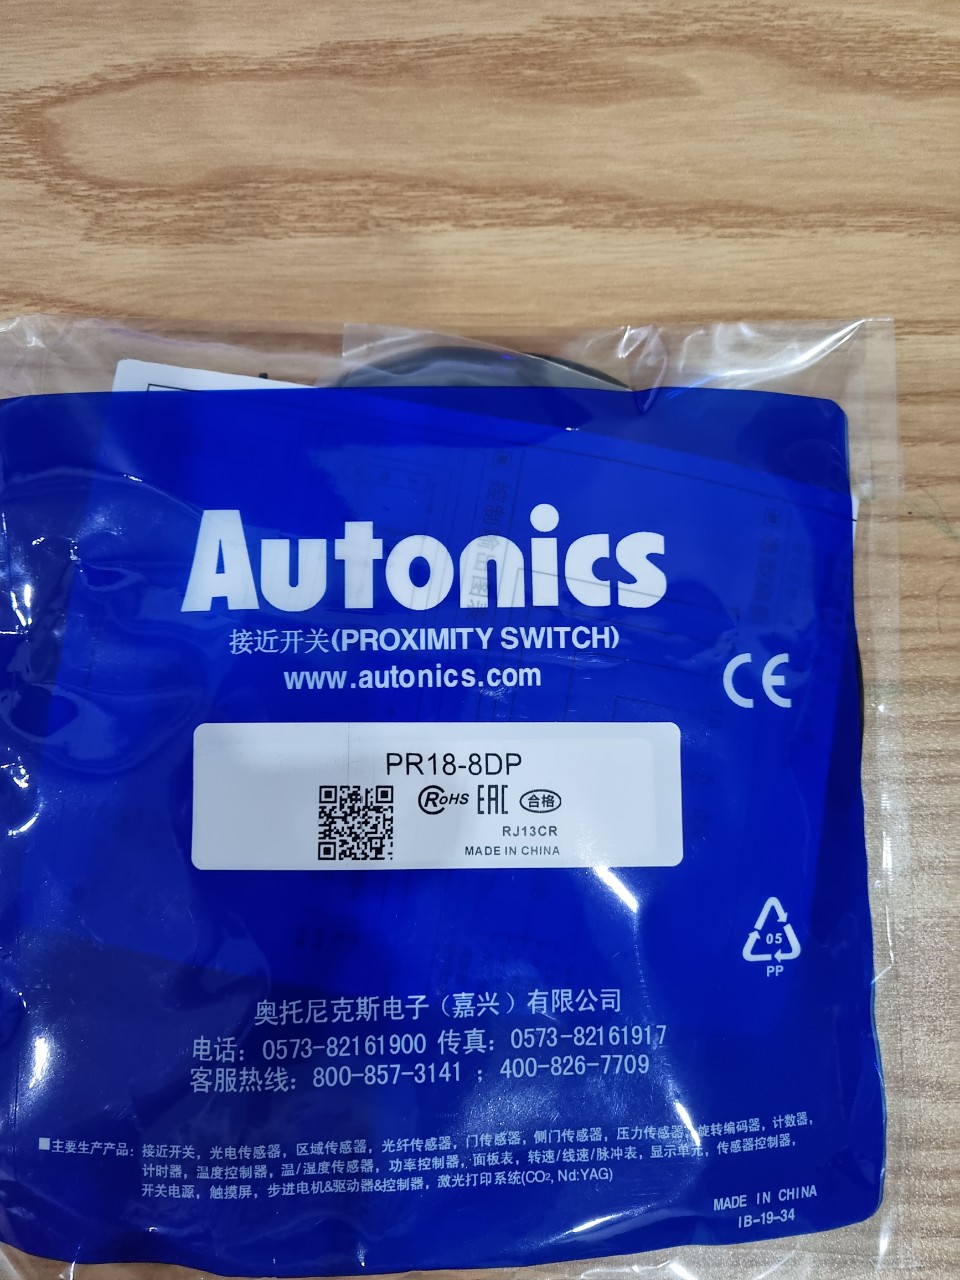 Autonics
接近开关(PROXIMITY SWITCH)
www.autonics.com
CE
PR18-8DP
RoHS EAC 合格
RJ13CR
MADE IN CHINA
05
PP
奥托尼克斯电子（嘉兴）有限公司
电话：0573-82161900 传真：0573-82161917
客服热线：800-857-3141 ；400-826-7709
■主要生产产品：接近开关，光电传感器，区域传感器，光纤传感器，门传感器，侧门传感器，压力传感器，旋转编码器，计数器，
计时器，温度控制器，温/湿度传感器，功率控制器，面板表，转速/线速/脉冲表，显示单元，传感器控制器，
开关电源，触摸屏，步进电机&驱动器&控制器，激光打印系统(CO₂, Nd:YAG)
MADE IN CHINA
IB-19-34